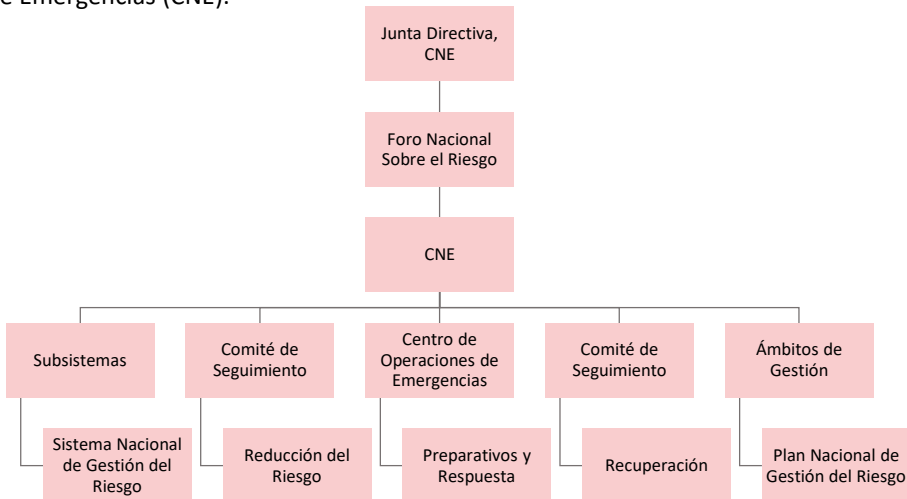 e Emergencias (CNE).
Junta Directiva,
CNE
Foro Nacional
Sobre el Riesgo
CNE
Subsistemas
Comité de
Seguimiento
Centro de
Operaciones de
Emergencias
Comité de
Seguimiento
Ámbitos de
Gestión
Sistema Nacional
de Gestión del
Riesgo
Reducción del
Riesgo
Preparativos y
Respuesta
Recuperación
Plan Nacional de
Gestión del Riesgo